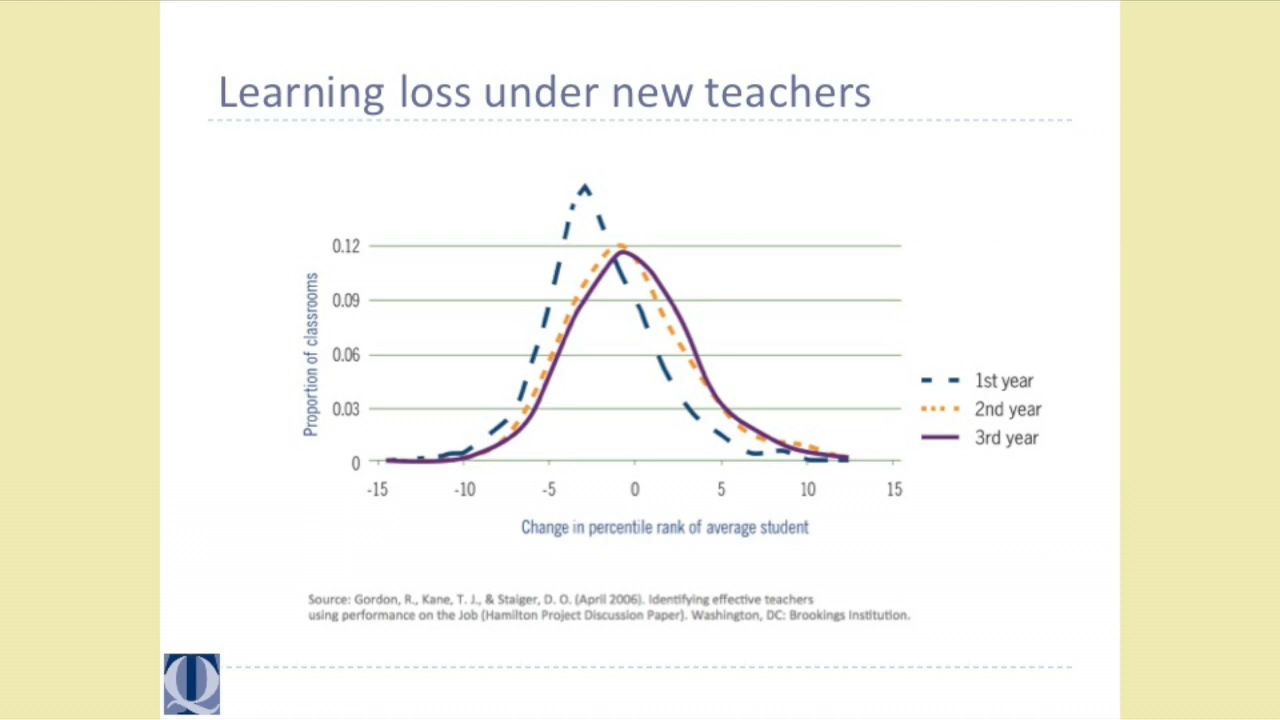 Learning loss under new teachers
0.12
0.09
0.06
0.03
0
Proportion of classrooms
-15 -10 -5 0 5 10 15
Change in percentile rank of average student
1st year
2nd year
3rd year
Source: Gordon, R., Kane, T. J., & Staiger, D. O. (April 2006). Identifying effective teachers
using performance on the Job (Hamilton Project Discussion Paper). Washington, DC: Brookings Institution.
Q